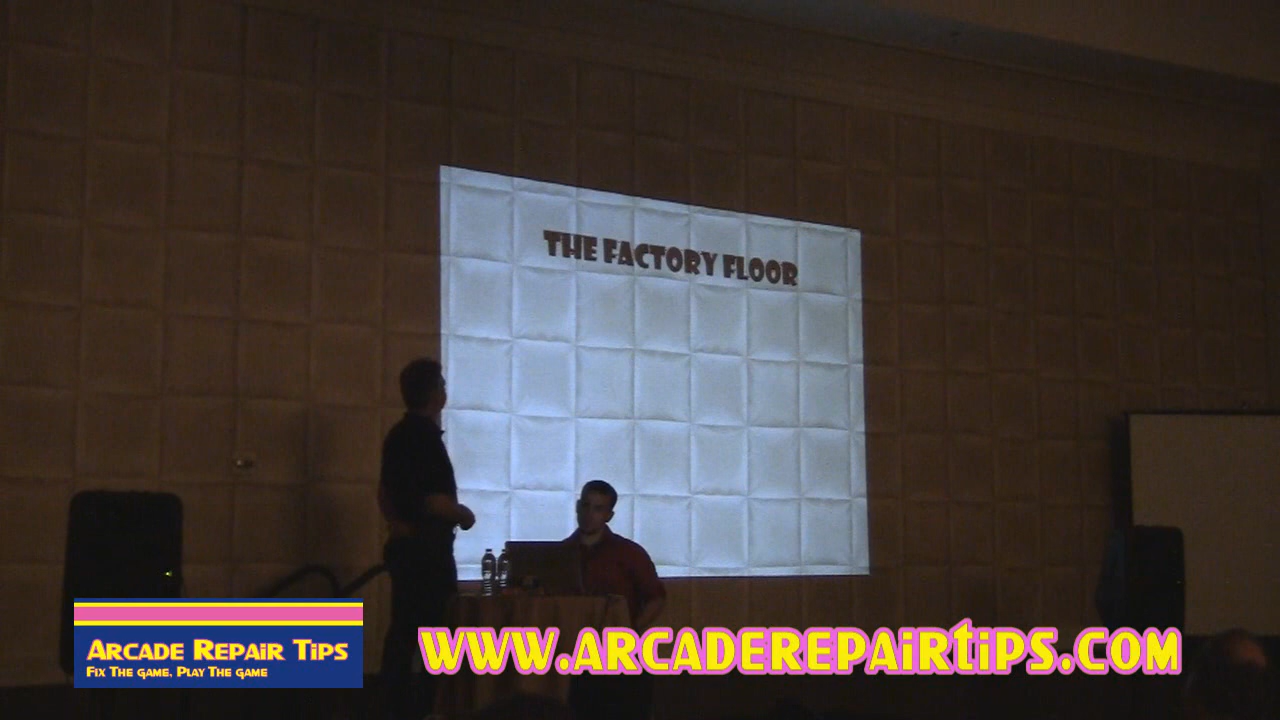 THE FACTORY FLOOR
ARCADE REPAIR TIPS
FIX THE GAME, PLAY THE GAME
www.ARCADEREPAiRtiPS.COM